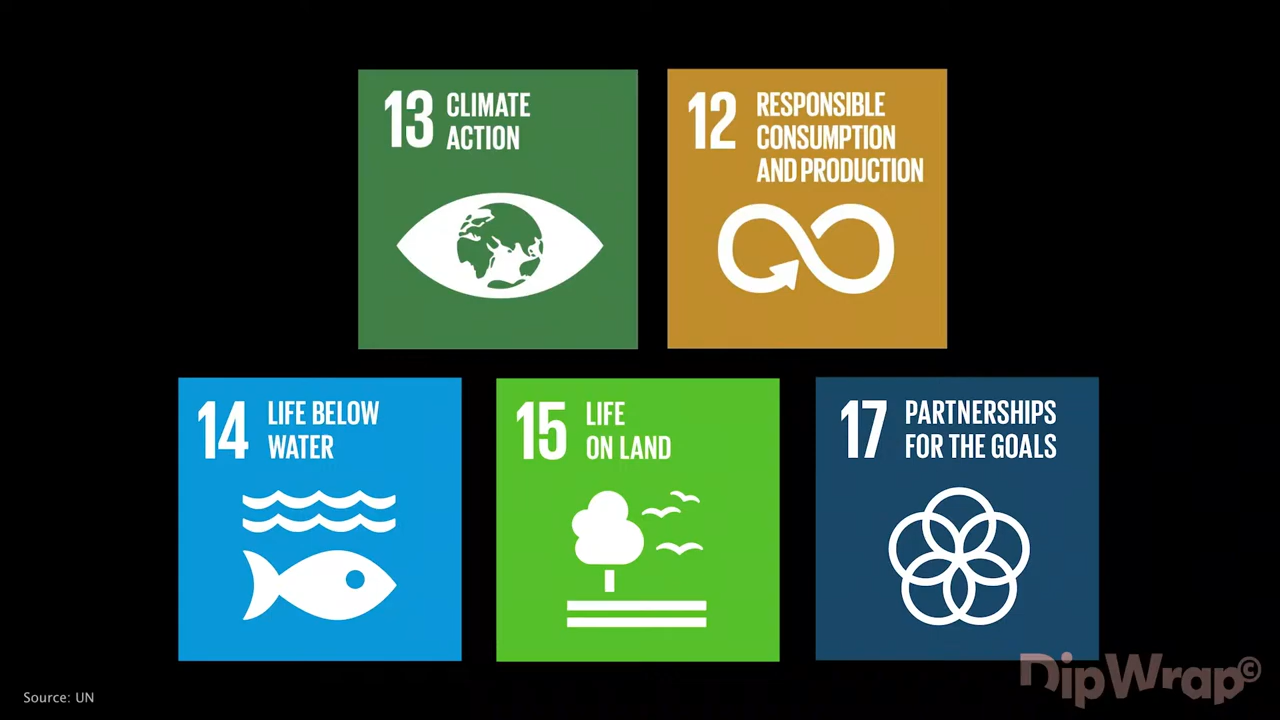 13 CLIMATE
ACTION
12 RESPONSIBLE
CONSUMPTION
AND PRODUCTION
14 LIFE BELOW
WATER
15 LIFE
ON LAND
17 PARTNERSHIPS
FOR THE GOALS
Source: UN
DipWrap©